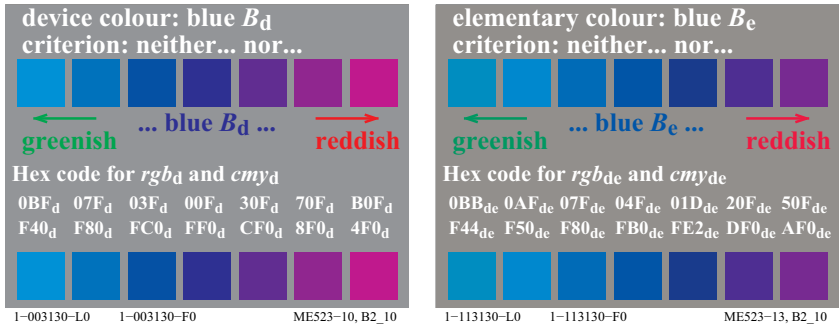 device colour: blue Bd
criterion: neither... nor...
greenish ... blue Bd ... reddish
Hex code for rgbd and cmyd
0BFd 07Fd 03Fd 00Fd 30Fd 70Fd B0Fd
F40d F80d FC0d FF0d CF0d 8F0d 4F0d
1-003130-L0 1-003130-F0 ME523-10, B2_10
elementary colour: blue Be
criterion: neither... nor...
greenish ... blue Be ... reddish
Hex code for rgbde and cmyde
0BBde 0AFde 07Fde 04Fde 01Dde 20Fde 50Fde
F44de F50de F80de FB0de FE2de DF0de AF0de
1-113130-L0 1-113130-F0 ME523-13, B2_10